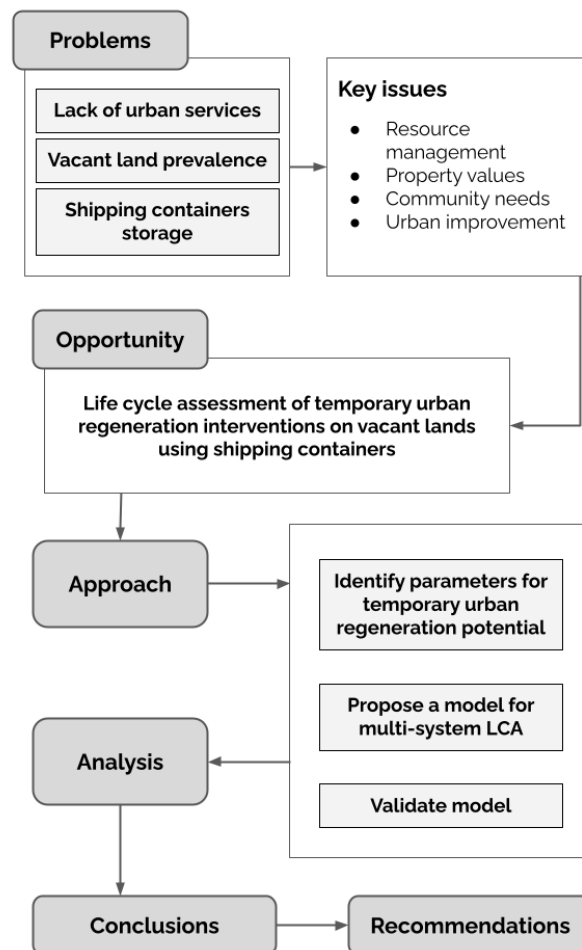 Problems
Lack of urban services
Vacant land prevalence
Shipping containers
storage
Key issues
● Resource
management
● Property values
● Community needs
● Urban improvement
Opportunity
Life cycle assessment of temporary urban
regeneration interventions on vacant lands
using shipping containers
Approach
Identify parameters for
temporary urban
regeneration potential
Propose a model for
multi-system LCA
Validate model
Analysis
Conclusions
Recommendations